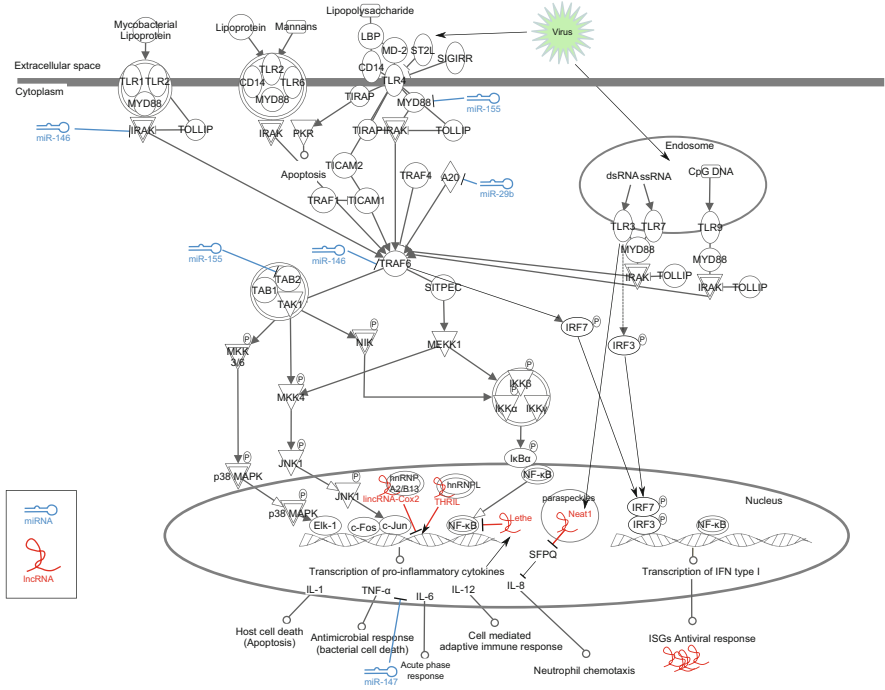 Mycobacterial
Lipoprotein
Lipoprotein
Mannans
Lipopolysaccharide
LBP
MD-2
ST2L
SIGIRR
Virus
Extracellular space
Cytoplasm
TLR1
TLR2
MYD88
CD14
TLR2
TLR6
MYD88
CD14
TLR4
TIRAP
MYD88
miR-155
miR-146
IRAK
TOLLIP
IRAK
PKR
TIRAP
IRAK
TOLLIP
Apoptosis
TICAM2
TRAF4
A20
miR-29b
TRAF1
TICAM1
Endosome
dsRNA
ssRNA
CpG DNA
TLR3
TLR7
TLR9
MYD88
MYD88
IRAK
TOLLIP
IRAK
TOLLIP
miR-155
miR-146
TRAF6
TAB2
TAB1
TAK1
SITPEC
IRF7
P
IRF3
P
MKK
3/6
P
NIK
P
MEKK1
MKK4
P
IKKβ
P
IKKα
IKKγ
JNK1
P
p38 MAPK
P
IκBα
P
NF-κB
JNK1
P
hnRNP
A2/B13
lincRNA-Cox2
hnRNPL
THRIL
p38 MAPK
P
Elk-1
c-Fos
c-Jun
NF-κB
Lethe
paraspeckles
Neat1
SFPQ
Nucleus
IRF7
P
IRF3
P
NF-κB
miRNA
lncRNA
Transcription of pro-inflammatory cytokines
Transcription of IFN type I
IL-1
TNF-α
IL-6
IL-12
IL-8
Host cell death
(Apoptosis)
Antimicrobial response
(bacterial cell death)
miR-147
Acute phase
response
Cell mediated
adaptive immune response
Neutrophil chemotaxis
ISGs Antiviral response